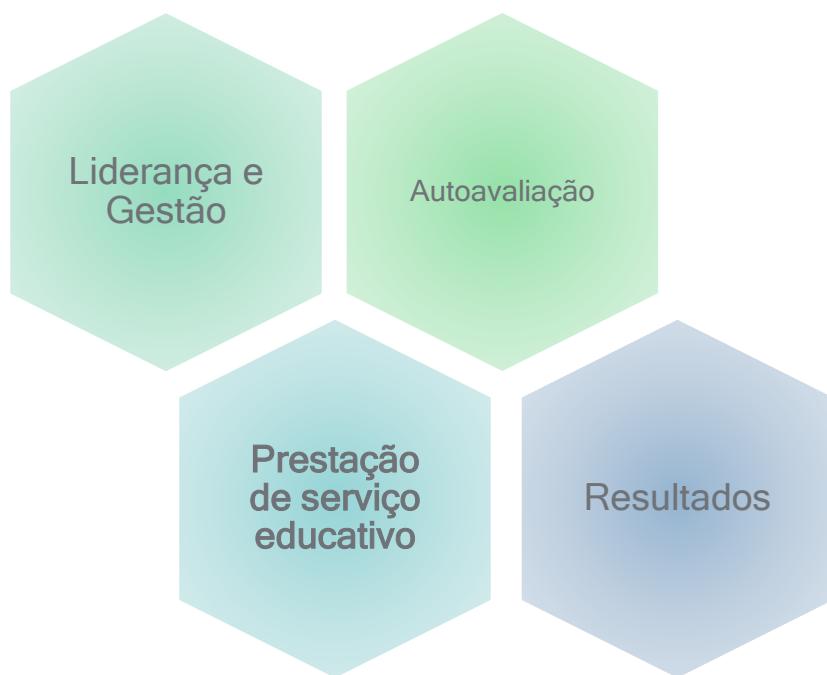 Liderança e
Gestão
Autoavaliação
Prestação
de serviço
educativo
Resultados